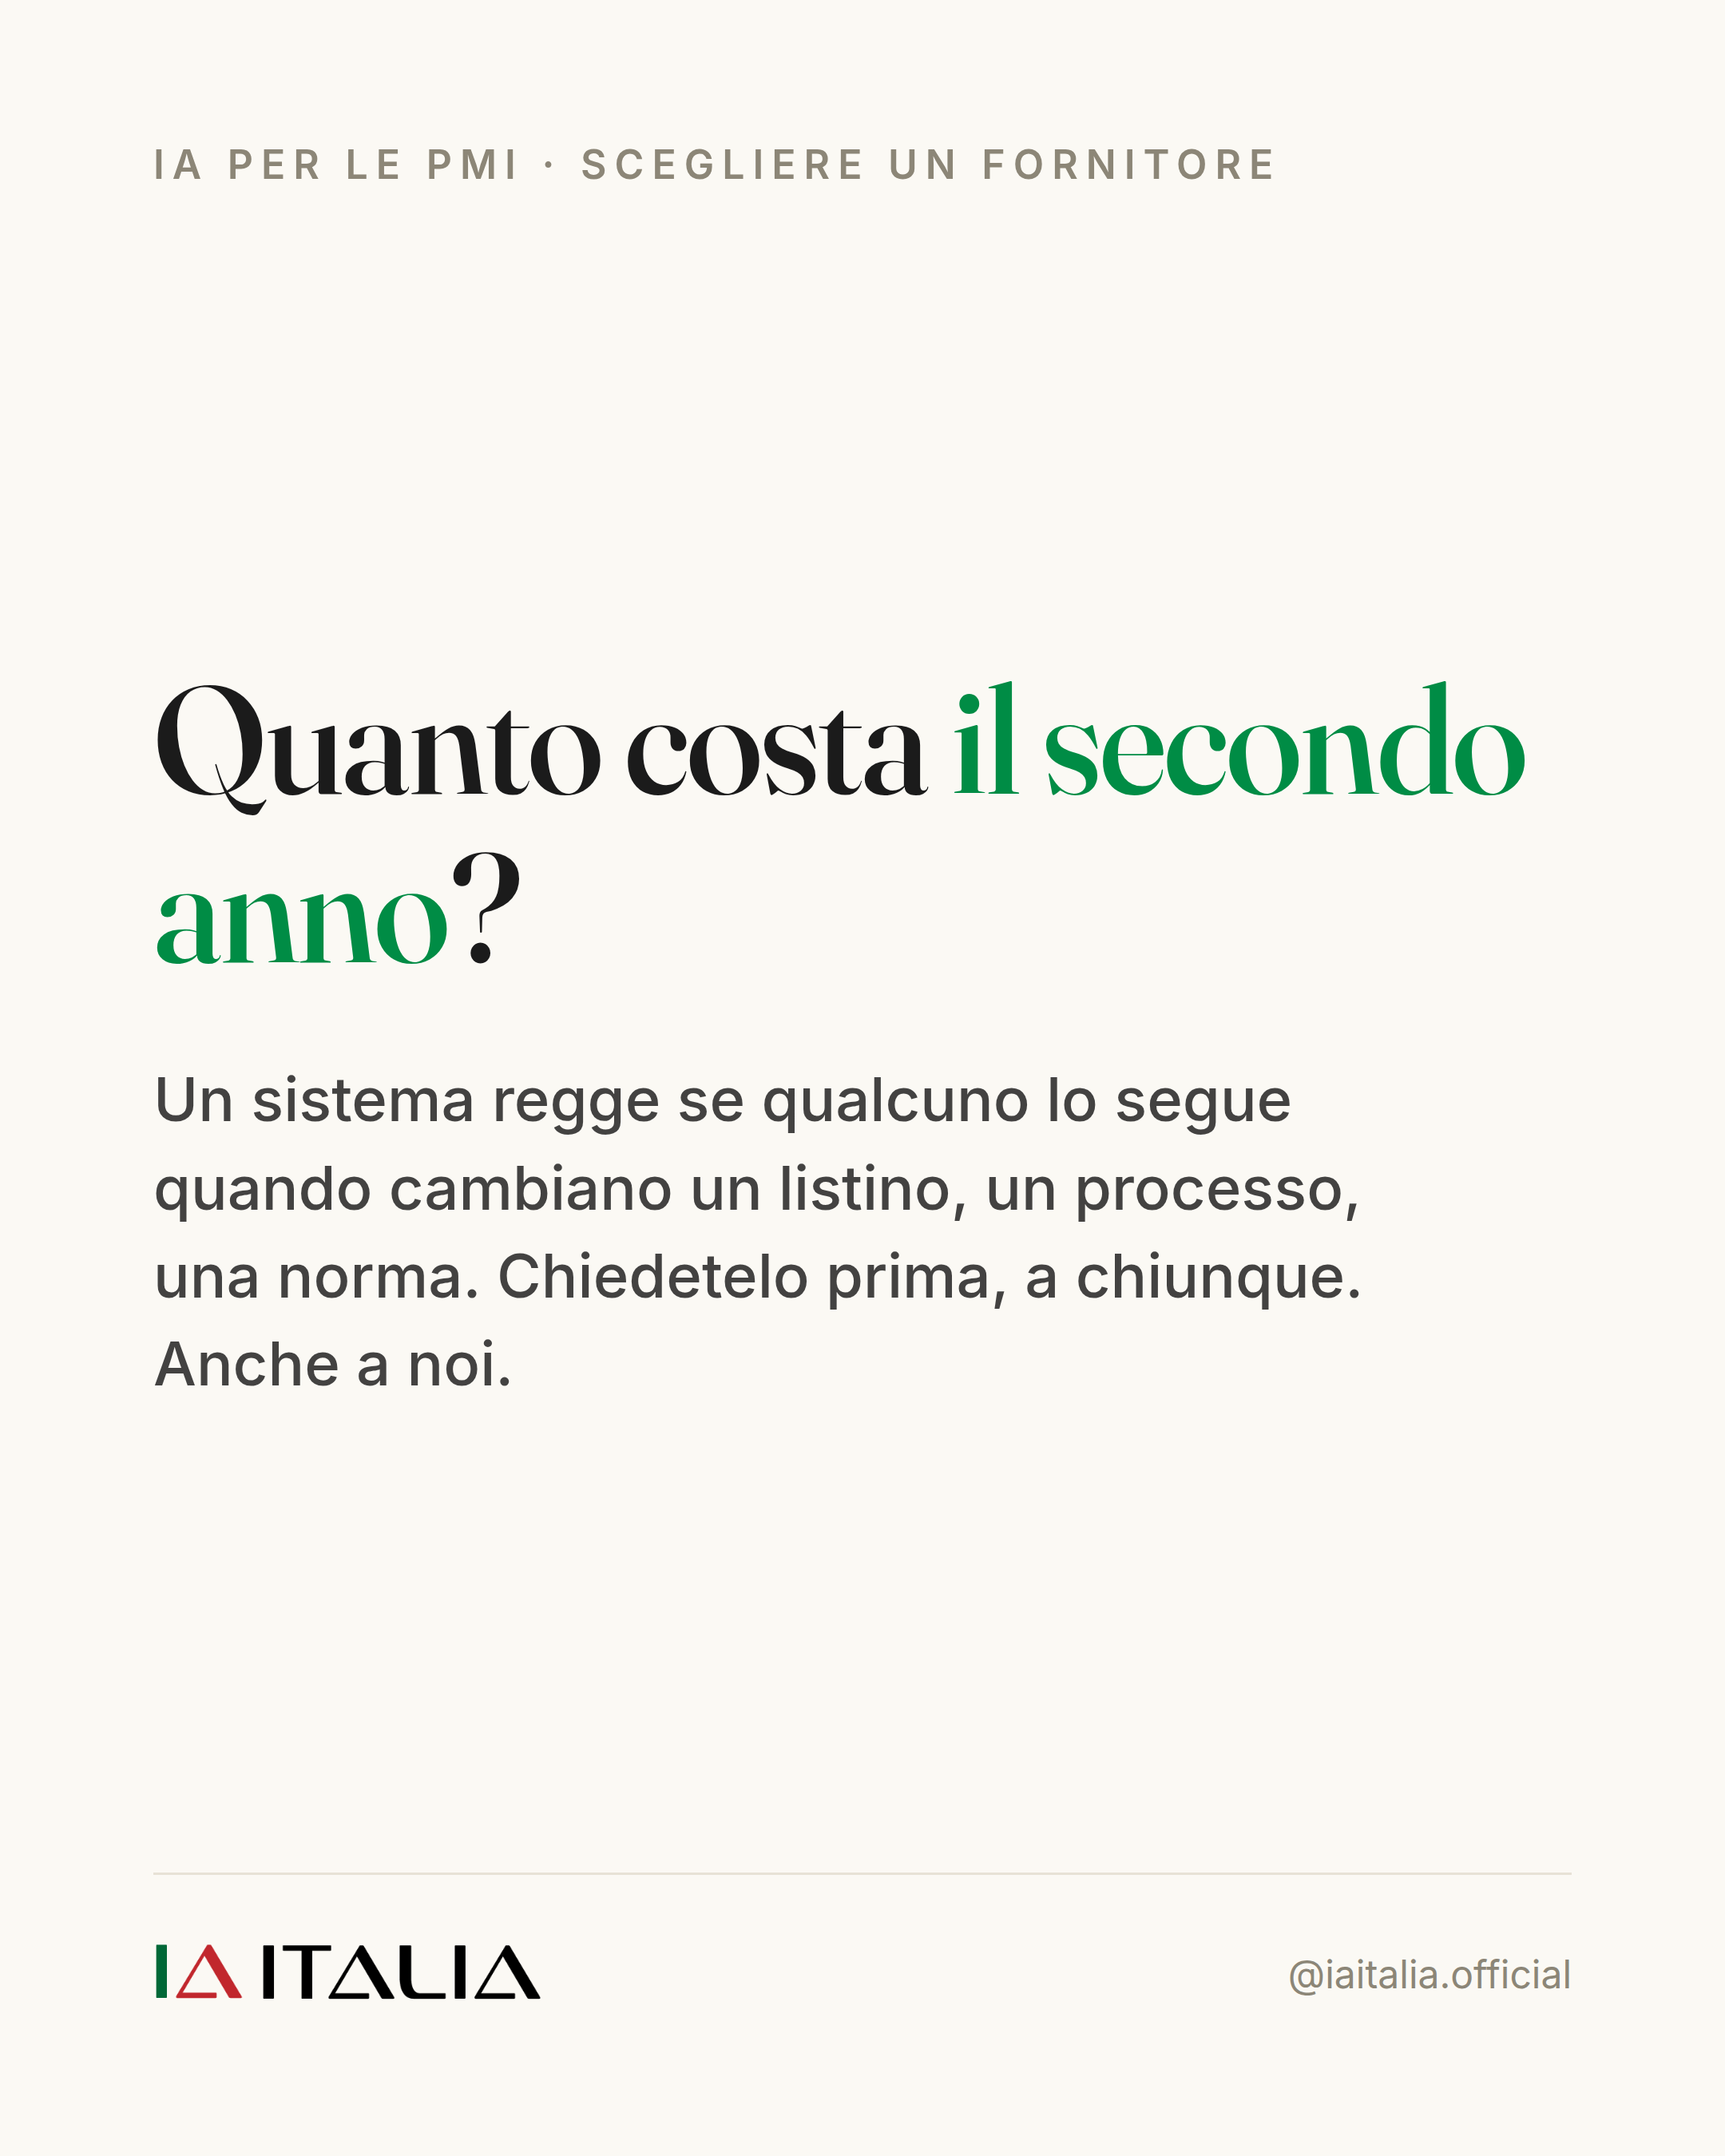 IA PER LE PMI · SCEGLIERE UN FORNITORE
Quanto costa il secondo
anno?
Un sistema regge se qualcuno lo segue
quando cambiano un listino, un processo,
una norma. Chiedetelo prima, a chiunque.
Anche a noi.
IA ITALIA
@iaitalia.official